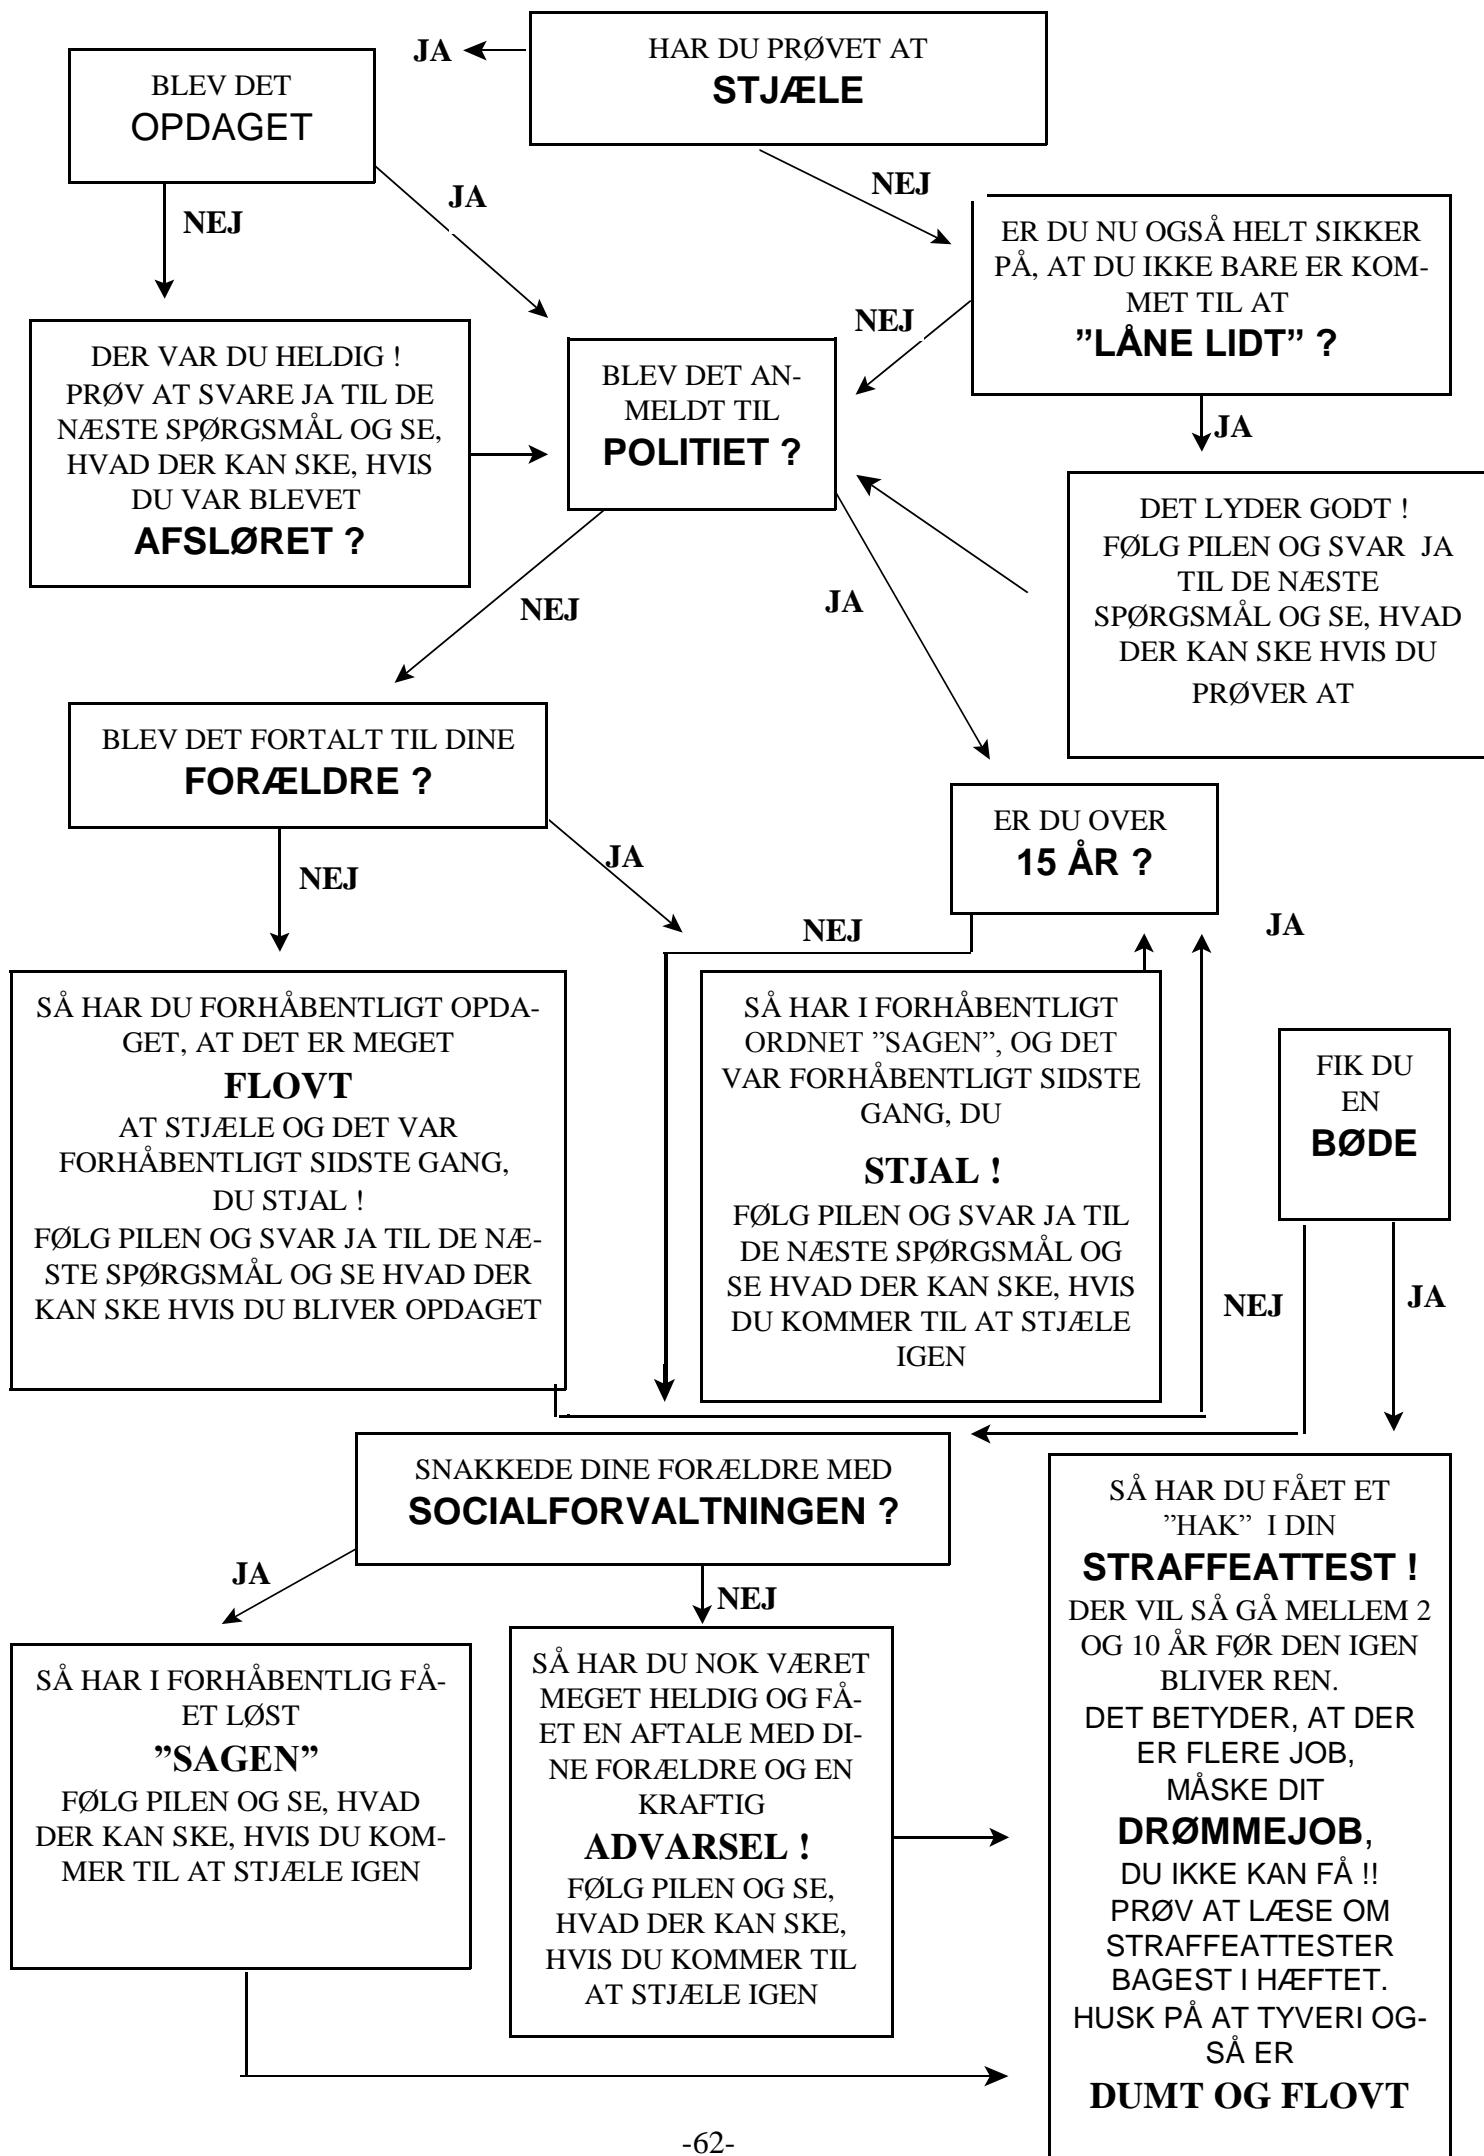 HAR DU PRØVET AT
STJÆLE
JA
BLEV DET
OPDAGET
NEJ
JA
NEJ
ER DU NU OGSÅ HELT SIKKER
PÅ, AT DU IKKE BARE ER KOM-
MET TIL AT
”LÅNE LIDT” ?
NEJ
JA
DER VAR DU HELDIG !
PRØV AT SVARE JA TIL DE
NÆSTE SPØRGSMÅL OG SE,
HVAD DER KAN SKE, HVIS
DU VAR BLEVET
AFSLØRET ?
BLEV DET AN-
MELDT TIL
POLITIET ?
DET LYDER GODT !
FØLG PILEN OG SVAR JA
TIL DE NÆSTE
SPØRGSMÅL OG SE, HVAD
DER KAN SKE HVIS DU
PRØVER AT
NEJ
JA
BLEV DET FORTALT TIL DINE
FORÆLDRE ?
ER DU OVER
15 ÅR ?
NEJ
JA
NEJ
JA
SÅ HAR DU FORHÅBENTLIGT OPDA-
GET, AT DET ER MEGET
FLOVT
AT STJÆLE OG DET VAR
FORHÅBENTLIGT SIDSTE GANG,
DU STJAL !
FØLG PILEN OG SVAR JA TIL DE NÆ-
STE SPØRGSMÅL OG SE HVAD DER
KAN SKE HVIS DU BLIVER OPDAGET
SÅ HAR I FORHÅBENTLIGT
ORDNET ”SAGEN”, OG DET
VAR FORHÅBENTLIGT SIDSTE
GANG, DU
STJAL !
FØLG PILEN OG SVAR JA TIL
DE NÆSTE SPØRGSMÅL OG
SE HVAD DER KAN SKE, HVIS
DU KOMMER TIL AT STJÆLE
IGEN
FIK DU
EN
BØDE
NEJ
JA
SNAKKEDE DINE FORÆLDRE MED
SOCIALFORVALTNINGEN ?
JA
NEJ
SÅ HAR I FORHÅBENTLIG FÅ-
ET LØST
”SAGEN”
FØLG PILEN OG SE, HVAD
DER KAN SKE, HVIS DU KOM-
MER TIL AT STJÆLE IGEN
SÅ HAR DU NOK VÆRET
MEGET HELDIG OG FÅ-
ET EN AFTALE MED DI-
NE FORÆLDRE OG EN
KRAFTIG
ADVARSEL !
FØLG PILEN OG SE,
HVAD DER KAN SKE,
HVIS DU KOMMER TIL
AT STJÆLE IGEN
SÅ HAR DU FÅET ET
”HAK” I DIN
STRAFFEATTEST !
DER VIL SÅ GÅ MELLEM 2
OG 10 ÅR FØR DEN IGEN
BLIVER REN.
DET BETYDER, AT DER
ER FLERE JOB,
MÅSKE DIT
DRØMMEJOB,
DU IKKE KAN FÅ !!
PRØV AT LÆSE OM
STRAFFEATTESTER
BAGEST I HÆFTET.
HUSK PÅ AT TYVERI OG-
SÅ ER
DUMT OG FLOVT
-62-